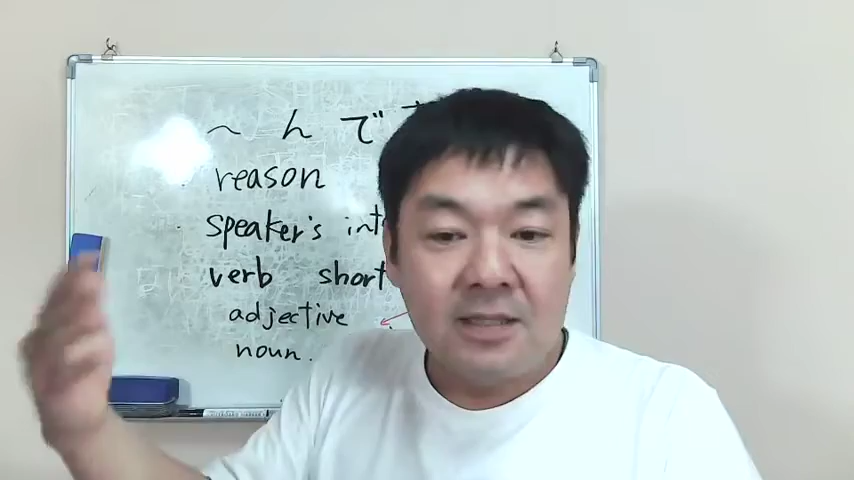 ～んで
reason
speaker's
verb short
adjective
noun.